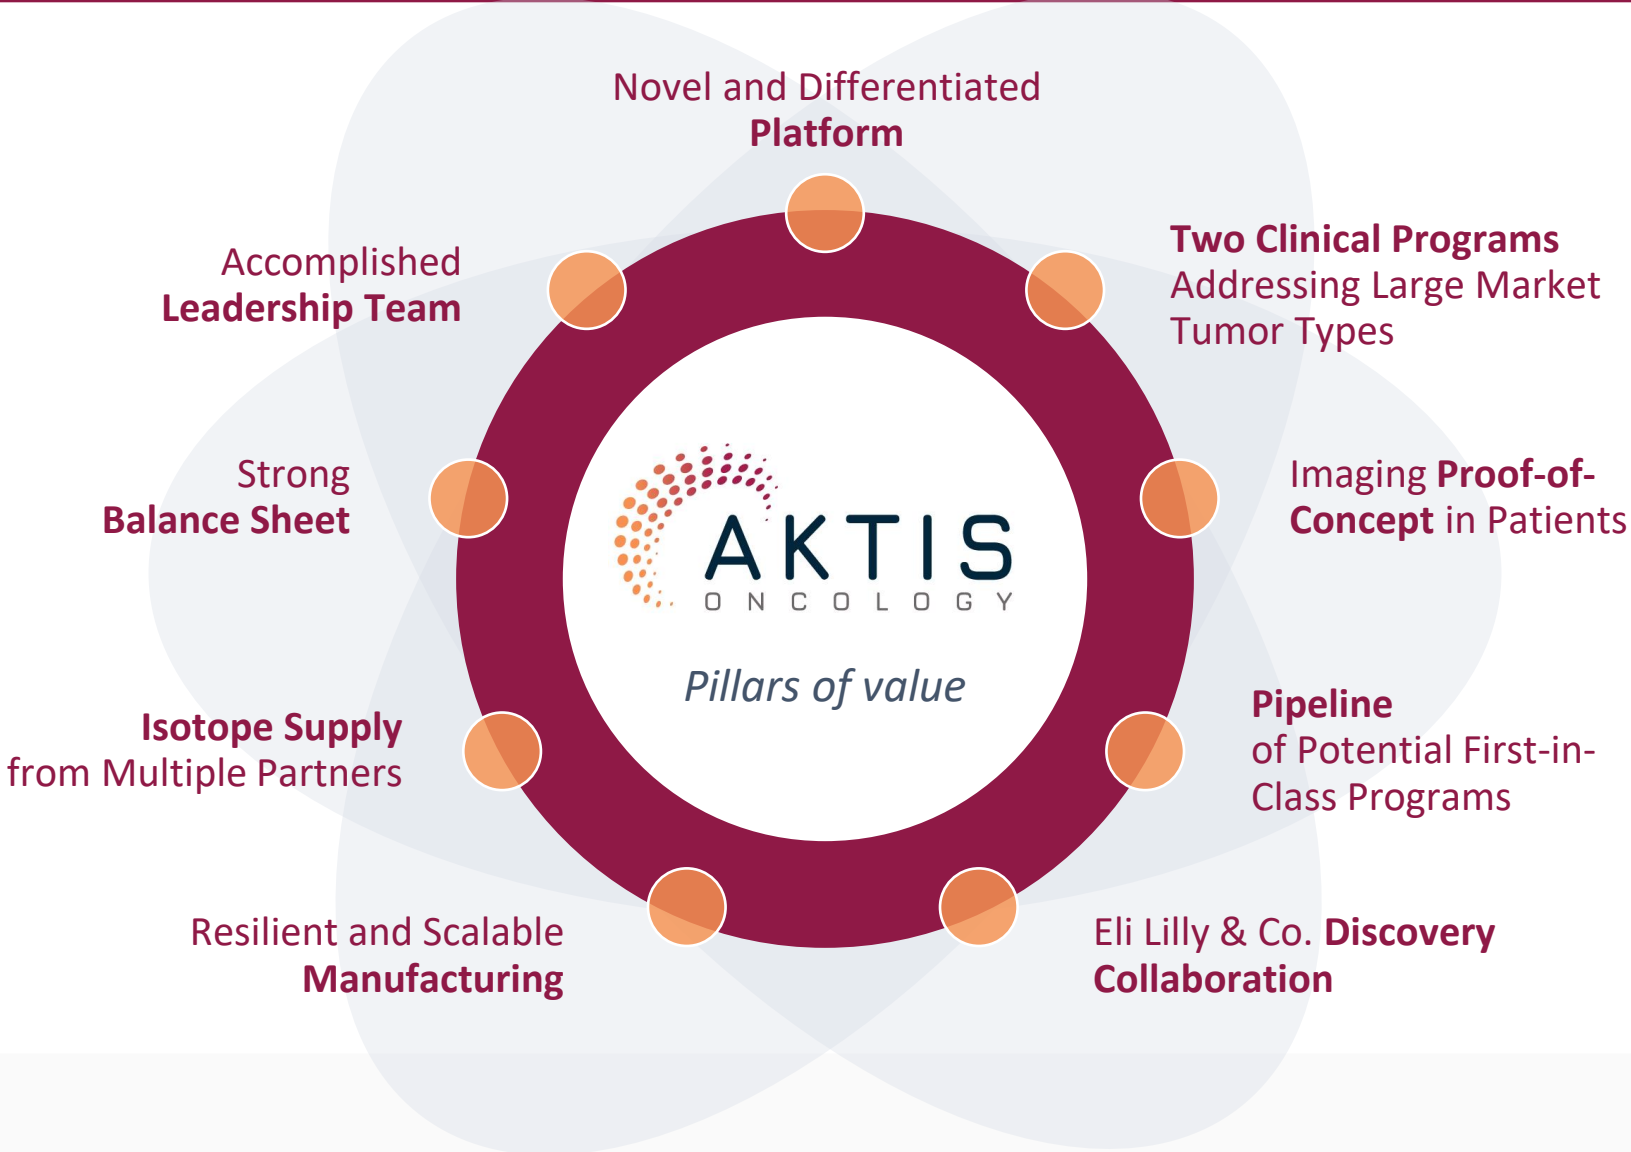 Novel and Differentiated
Platform
Two Clinical Programs
Addressing Large Market
Tumor Types
Imaging Proof-of-
Concept in Patients
Pipeline
of Potential First-in-
Class Programs
Eli Lilly & Co. Discovery
Collaboration
Resilient and Scalable
Manufacturing
Isotope Supply
from Multiple Partners
Strong
Balance Sheet
Accomplished
Leadership Team
AKTIS
ONCOLOGY
Pillars of value